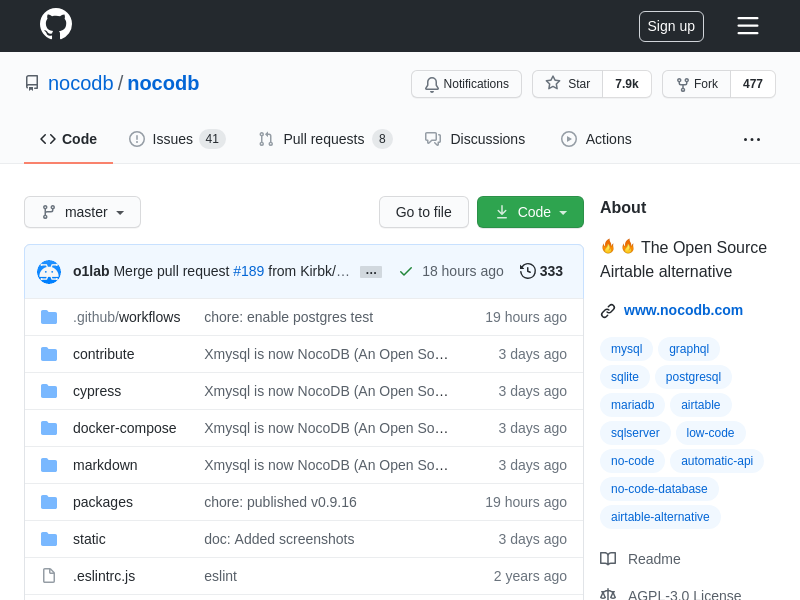 Sign up
nocodb / nocodb
Notifications
Star 7.9k
Fork 477
Code
Issues 41
Pull requests 8
Discussions
Actions
master
Go to file
Code
o1lab Merge pull request #189 from Kirbk/… … 18 hours ago 333
.github/workflows chore: enable postgres test 19 hours ago
contribute Xmysql is now NocoDB (An Open So… 3 days ago
cypress Xmysql is now NocoDB (An Open So… 3 days ago
docker-compose Xmysql is now NocoDB (An Open So… 3 days ago
markdown Xmysql is now NocoDB (An Open So… 3 days ago
packages chore: published v0.9.16 19 hours ago
static doc: Added screenshots 3 days ago
.eslintrc.js eslint 2 years ago
About
🔥 🔥 The Open Source
Airtable alternative
www.nocodb.com
mysql graphql
sqlite postgresql
mariadb airtable
sqlserver low-code
no-code automatic-api
no-code-database
airtable-alternative
Readme
AGPL-3.0 License